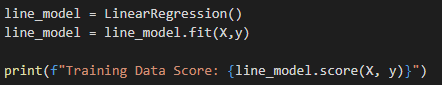 line_model = LinearRegression()
line_model = line_model.fit(X,y)
print(f"Training Data Score: {line_model.score(X, y)}")